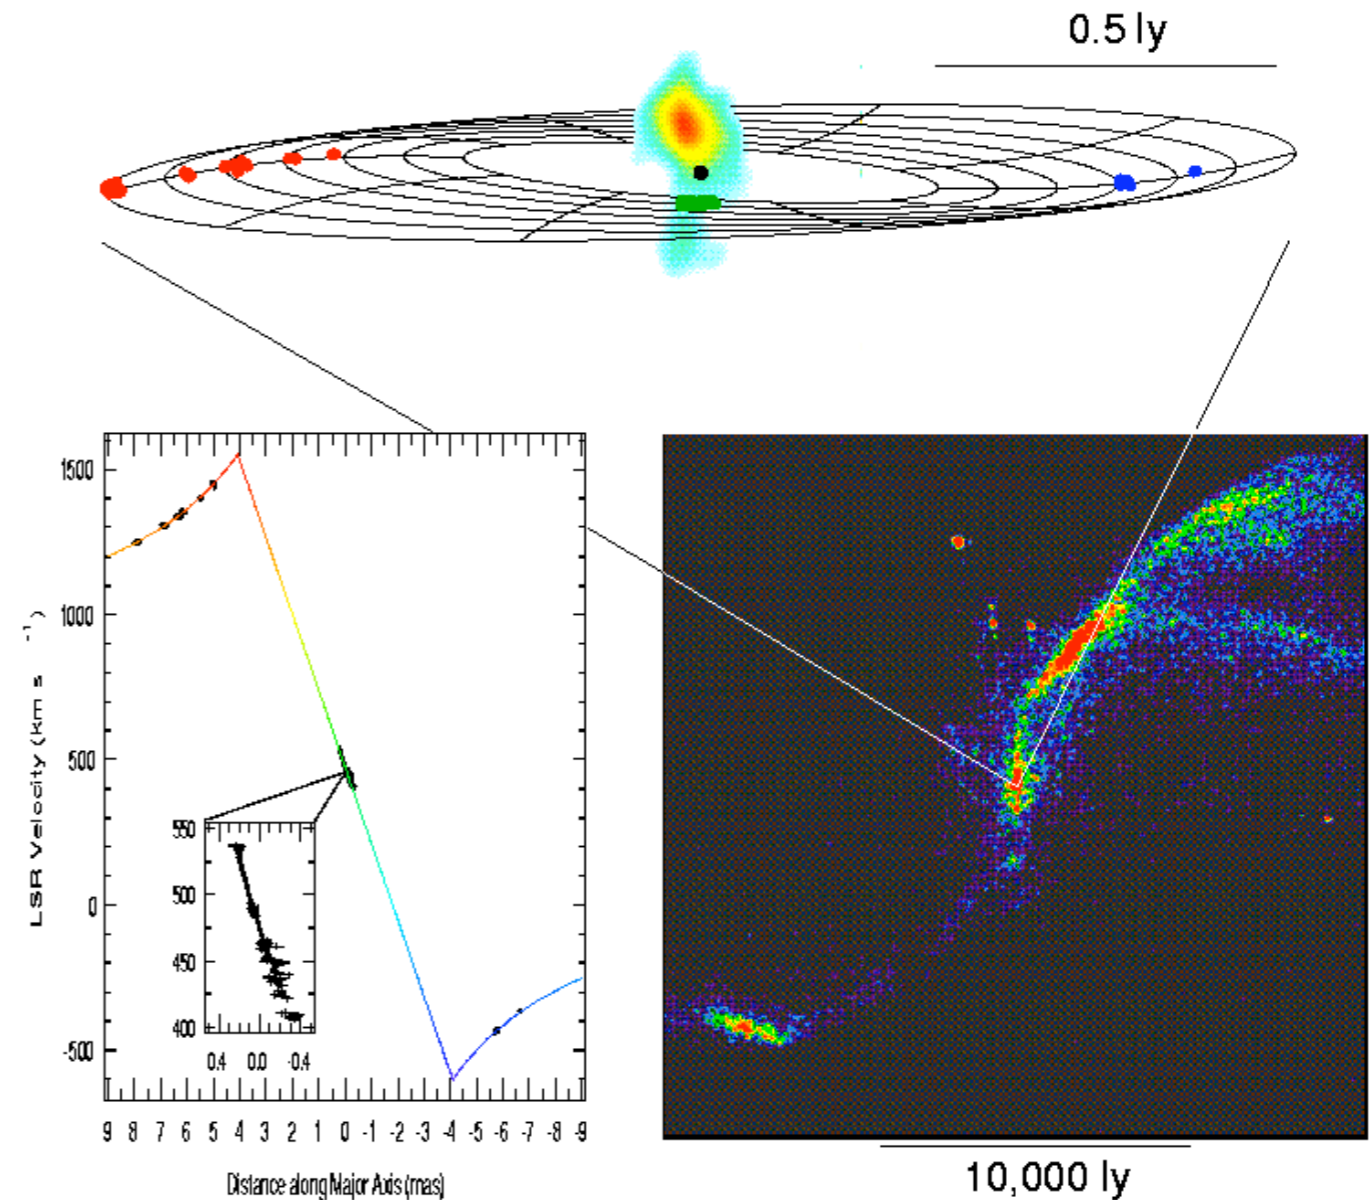 0.5 ly
1500
1000
500
0
-500
LSR Velocity (km s -1 )
550
500
450
400
0.4 0.0 -0.4
9 8 7 6 5 4 3 2 1 0 -1 -2 -3 -4 -5 -6 -7 -8 -9
Distance along Major Axis (mas)
10,000 ly